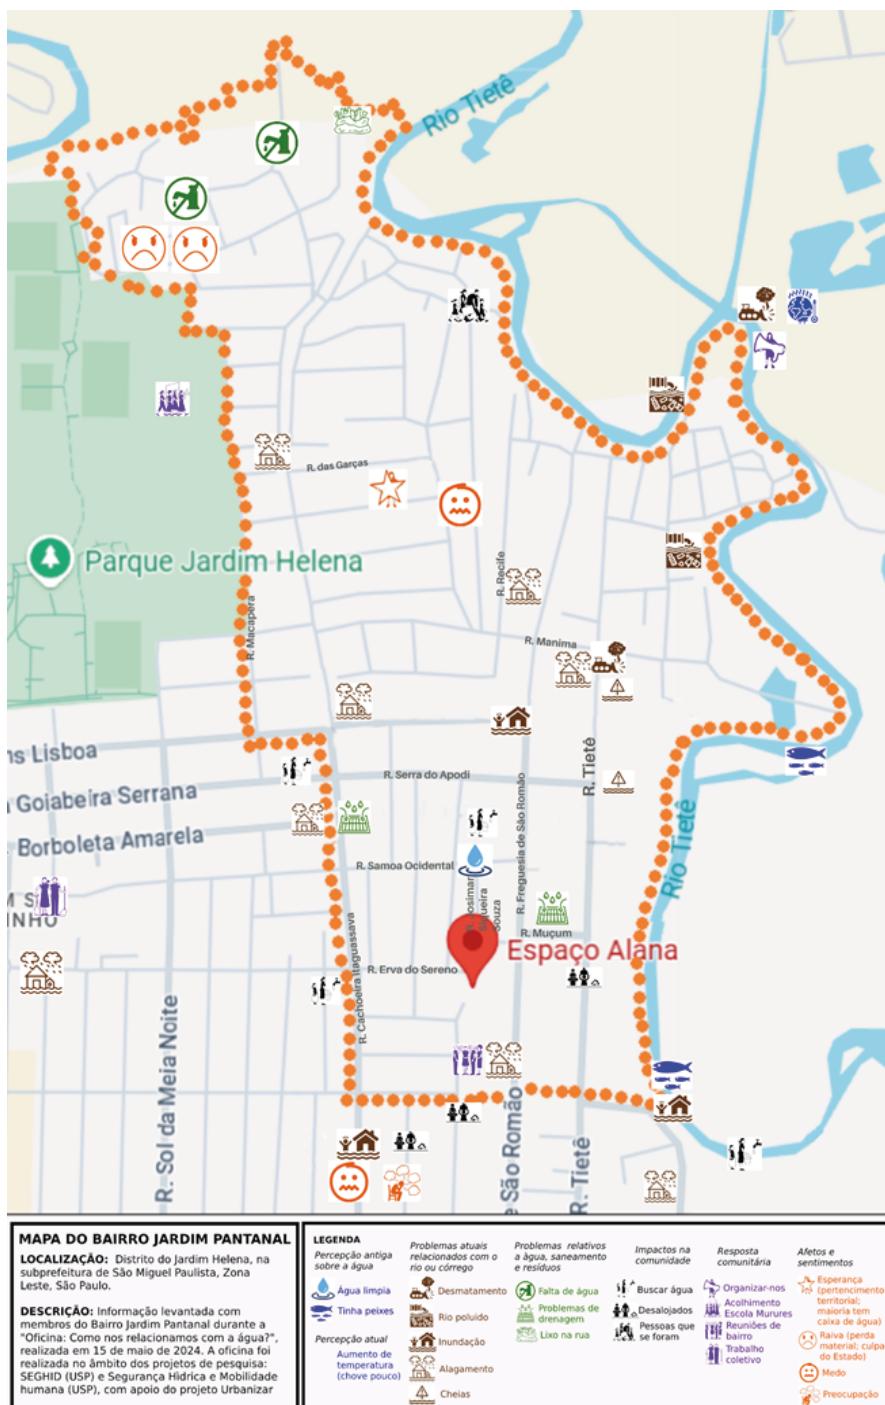 Rio Tietê
R. das Garças
Parque Jardim Helena
R. Recife
R. Macapera
R. Manima
ns Lisboa
R. Serra do Apodi
R. Tietê
Goiabeira Serrana
Borboleta Amarela
R. Freguesia de São Romão
Rio Tietê
R. Samoa Ocidental
R. Josimar
Siqueira
Souza
M S
INHO
R. Muçum
Espaço Alana
R. Erva do Sereno
R. Cachoeira Itaguassava
R. Sol da Meia Noite
e São Romão
R. Tietê
MAPA DO BAIRRO JARDIM PANTANAL
LOCALIZAÇÃO: Distrito do Jardim Helena, na
subprefeitura de São Miguel Paulista, Zona
Leste, São Paulo.
DESCRIÇÃO: Información levantada com
membros do Bairro Jardim Pantanal durante a
"Oficina: Como nos relacionamos com a água?",
realizada em 15 de maio de 2024. A oficina foi
realizada no âmbito dos projetos de pesquisa:
SEGHID (USP) e Segurança Hídrica e Mobilidade
humana (USP), com apoio do projeto Urbanizar
LEGENDA
Percepção antiga
sobre a água
Água limpia
Tinha peixes
Percepção atual
Aumento de
temperatura
(chove pouco)
Problemas atuais
relacionados com o
rio ou córrego
Desmatamento
Rio poluido
Inundação
Alagamento
Cheias
Problemas relativos
a àgua, saneamento
e resíduos
Falta de água
Problemas de
drenagem
Lixo na rua
Impactos na
comunidade
Buscar água
Desalojados
Pessoas que
se foram
Resposta
comunitária
Organizar-nos
Acolhimento
Escola Murures
Reuniões de
bairro
Trabalho
coletivo
Afetos e
sentimentos
Esperança
(pertencimento
territorial;
maioria tem
caixa de água)
Raiva (perda
material; culpa
do Estado)
Medo
Preocupação